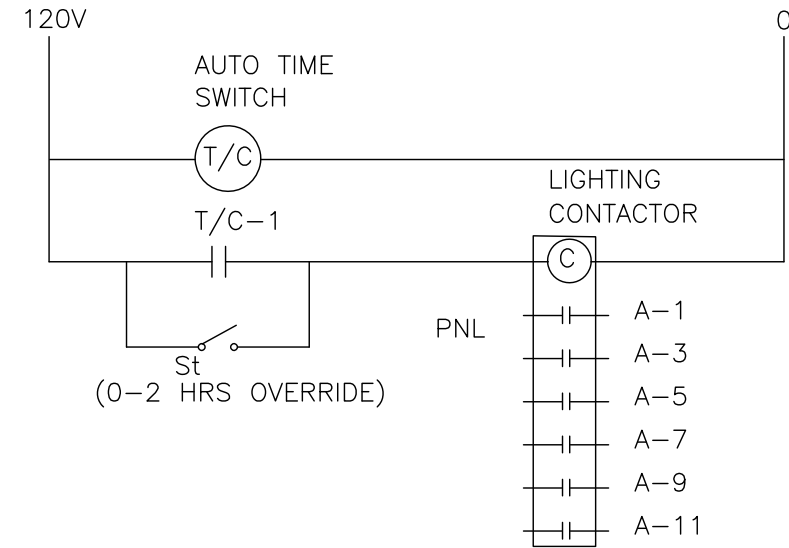 120V
0
AUTO TIME
SWITCH
T/C
LIGHTING
CONTACTOR
T/C-1
C
PNL
A-1
A-3
A-5
A-7
A-9
A-11
St
(0-2 HRS OVERRIDE)